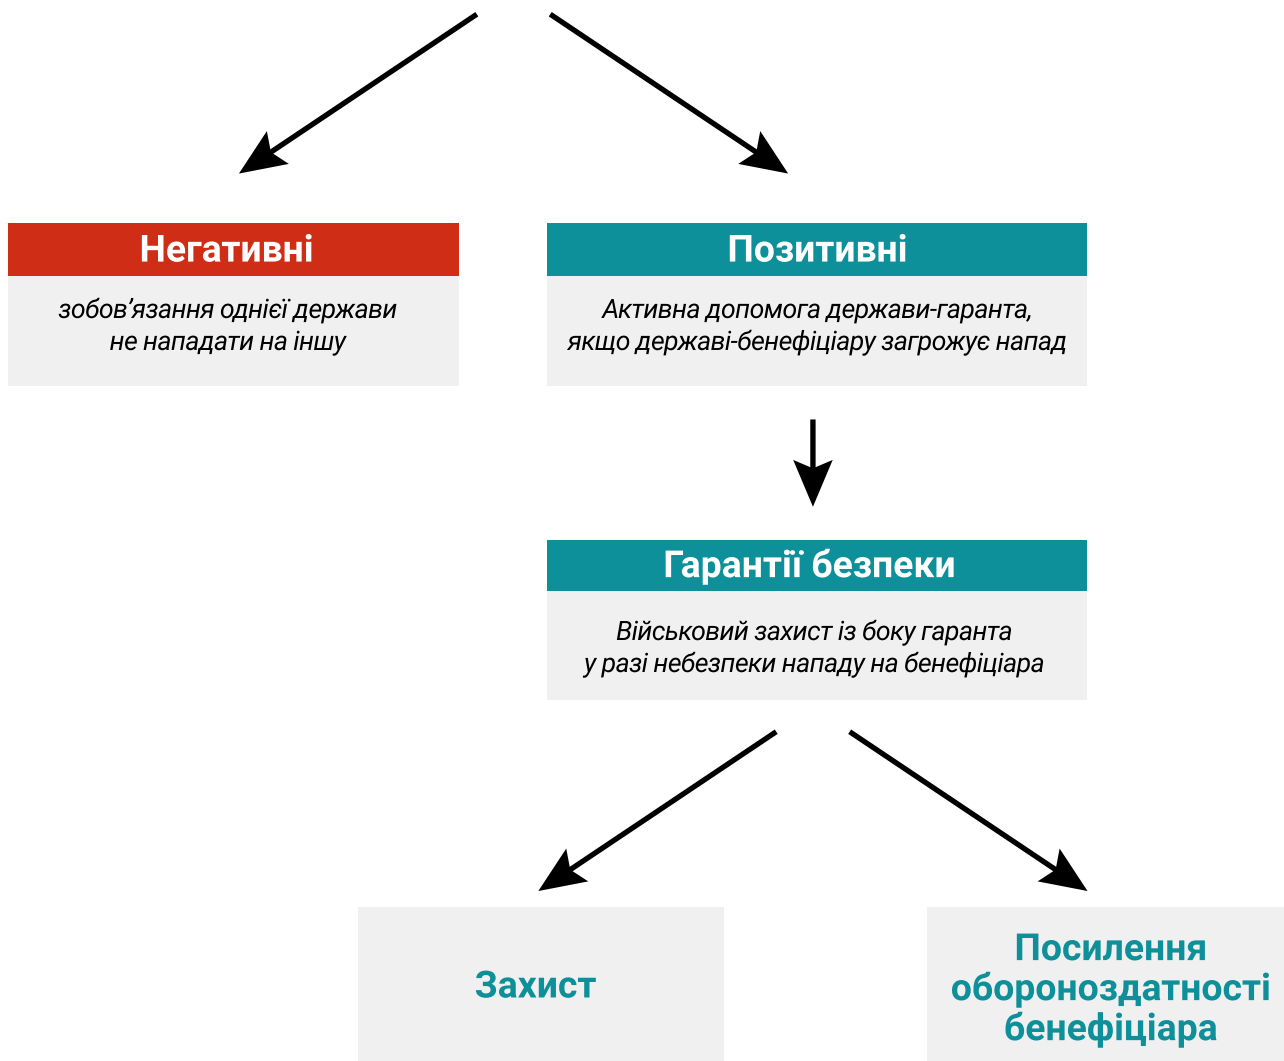 Негативні
зобов’язання однієї держави
не нападати на іншу
Позитивні
Активна допомога держави-гаранта,
якщо державі-бенефіціару загрожує напад
Гарантії безпеки
Військовий захист із боку гаранта
у разі небезпеки нападу на бенефіціара
Захист
Посилення
обороноздатності
бенефіціара